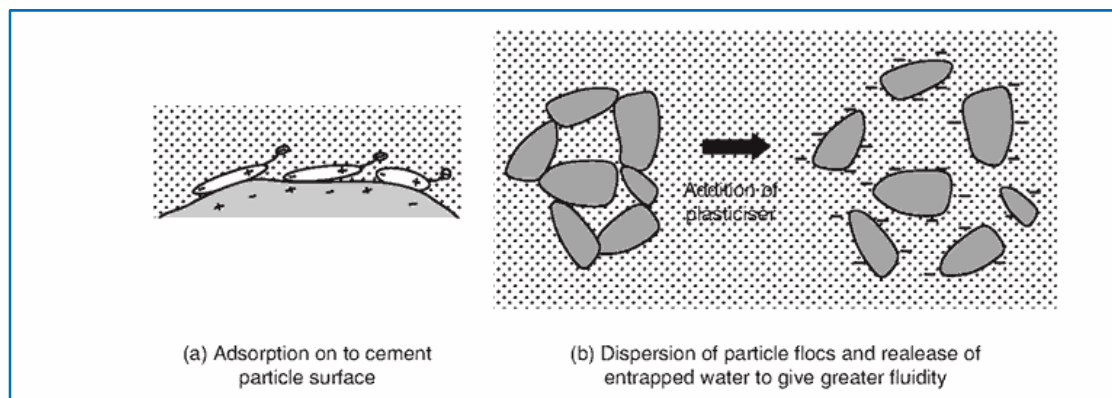 Addition of
plasticiser
(a) Adsorption on to cement
particle surface
(b) Dispersion of particle flocs and realease of
entrapped water to give greater fluidity